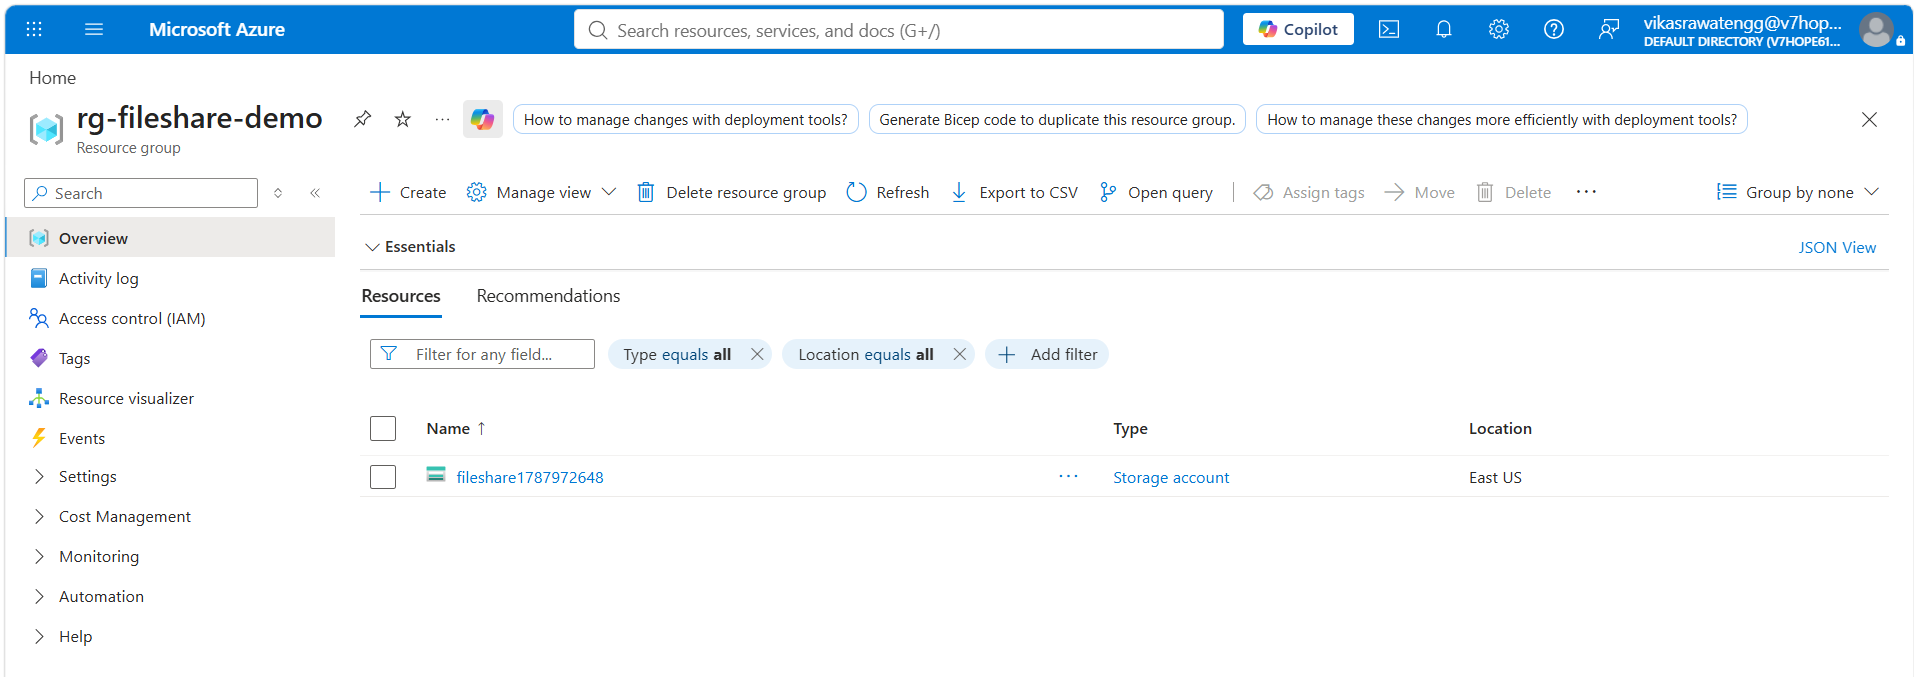 Microsoft Azure
Search resources, services, and docs (G+/)
Copilot
vikasrawatengg@v7hop...
DEFAULT DIRECTORY (V7HOPE61...
Home
rg-fileshare-demo
Resource group
How to manage changes with deployment tools?
Generate Bicep code to duplicate this resource group.
How to manage these changes more efficiently with deployment tools?
Search
Overview
Activity log
Access control (IAM)
Tags
Resource visualizer
Events
Settings
Cost Management
Monitoring
Automation
Help
Create
Manage view
Delete resource group
Refresh
Export to CSV
Open query
Assign tags
Move
Delete
Group by none
Essentials
JSON View
Resources
Recommendations
Filter for any field...
Type equals all
Location equals all
Add filter
Name ↑
Type
Location
fileshare1787972648
Storage account
East US